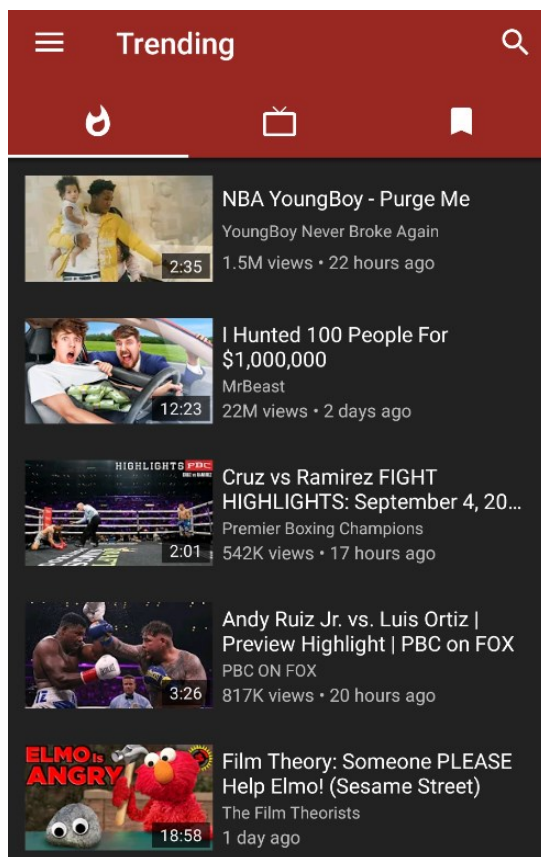 Trending
2:35
NBA YoungBoy - Purge Me
YoungBoy Never Broke Again
1.5M views • 22 hours ago
12:23
I Hunted 100 People For
$1,000,000
MrBeast
22M views • 2 days ago
HIGHLIGHTS PBC
2:01
Cruz vs Ramirez FIGHT
HIGHLIGHTS: September 4, 20...
Premier Boxing Champions
542K views • 17 hours ago
3:26
Andy Ruiz Jr. vs. Luis Ortiz |
Preview Highlight | PBC on FOX
PBC ON FOX
817K views • 20 hours ago
ELMO IS
ANGRY
18:58
Film Theory: Someone PLEASE
Help Elmo! (Sesame Street)
The Film Theorists
1 day ago